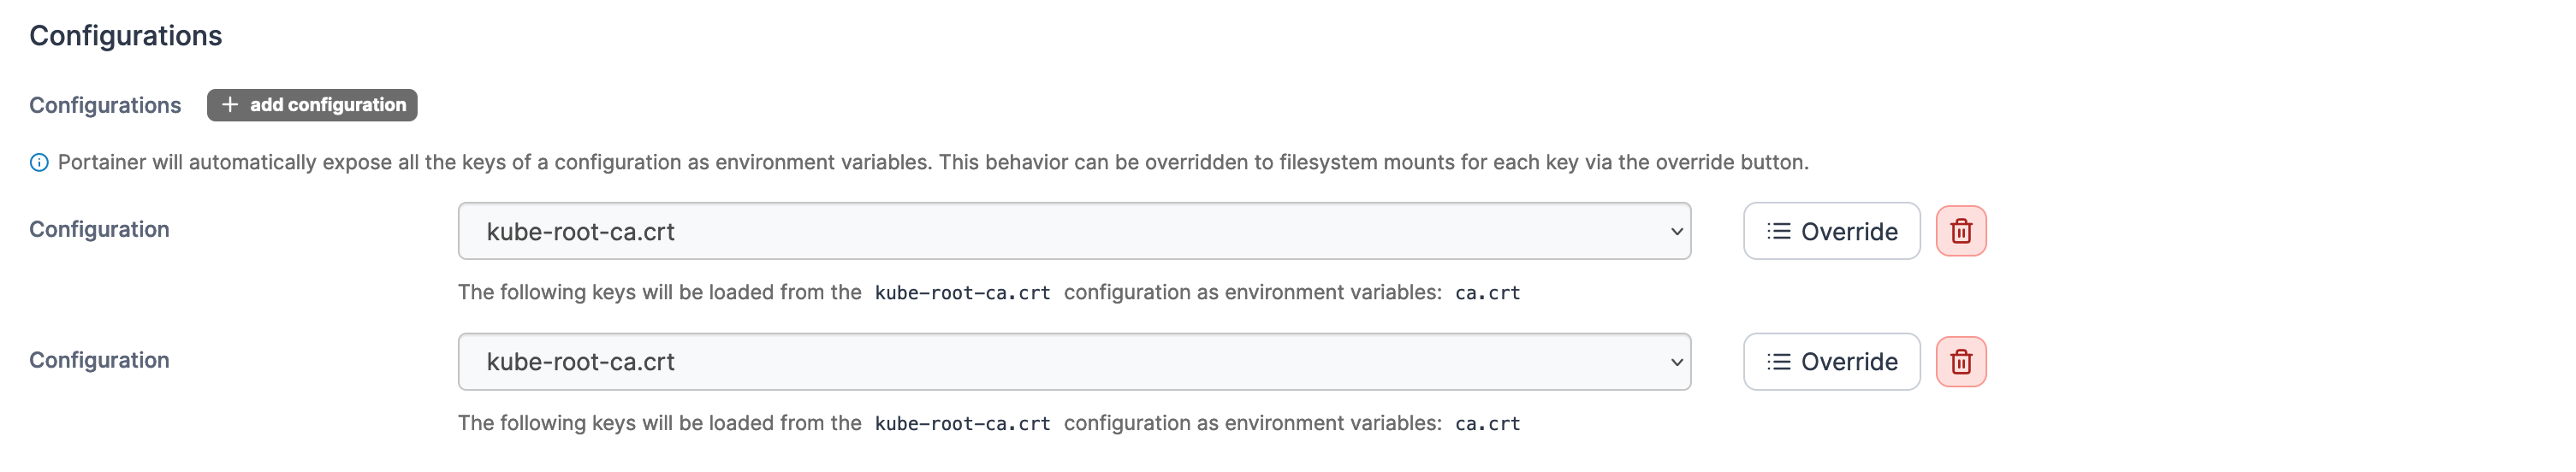 Configurations
Configurations + add configuration
Portainer will automatically expose all the keys of a configuration as environment variables. This behavior can be overridden to filesystem mounts for each key via the override button.
Configuration kube-root-ca.crt Override
The following keys will be loaded from the kube-root-ca.crt configuration as environment variables: ca.crt
Configuration kube-root-ca.crt Override
The following keys will be loaded from the kube-root-ca.crt configuration as environment variables: ca.crt